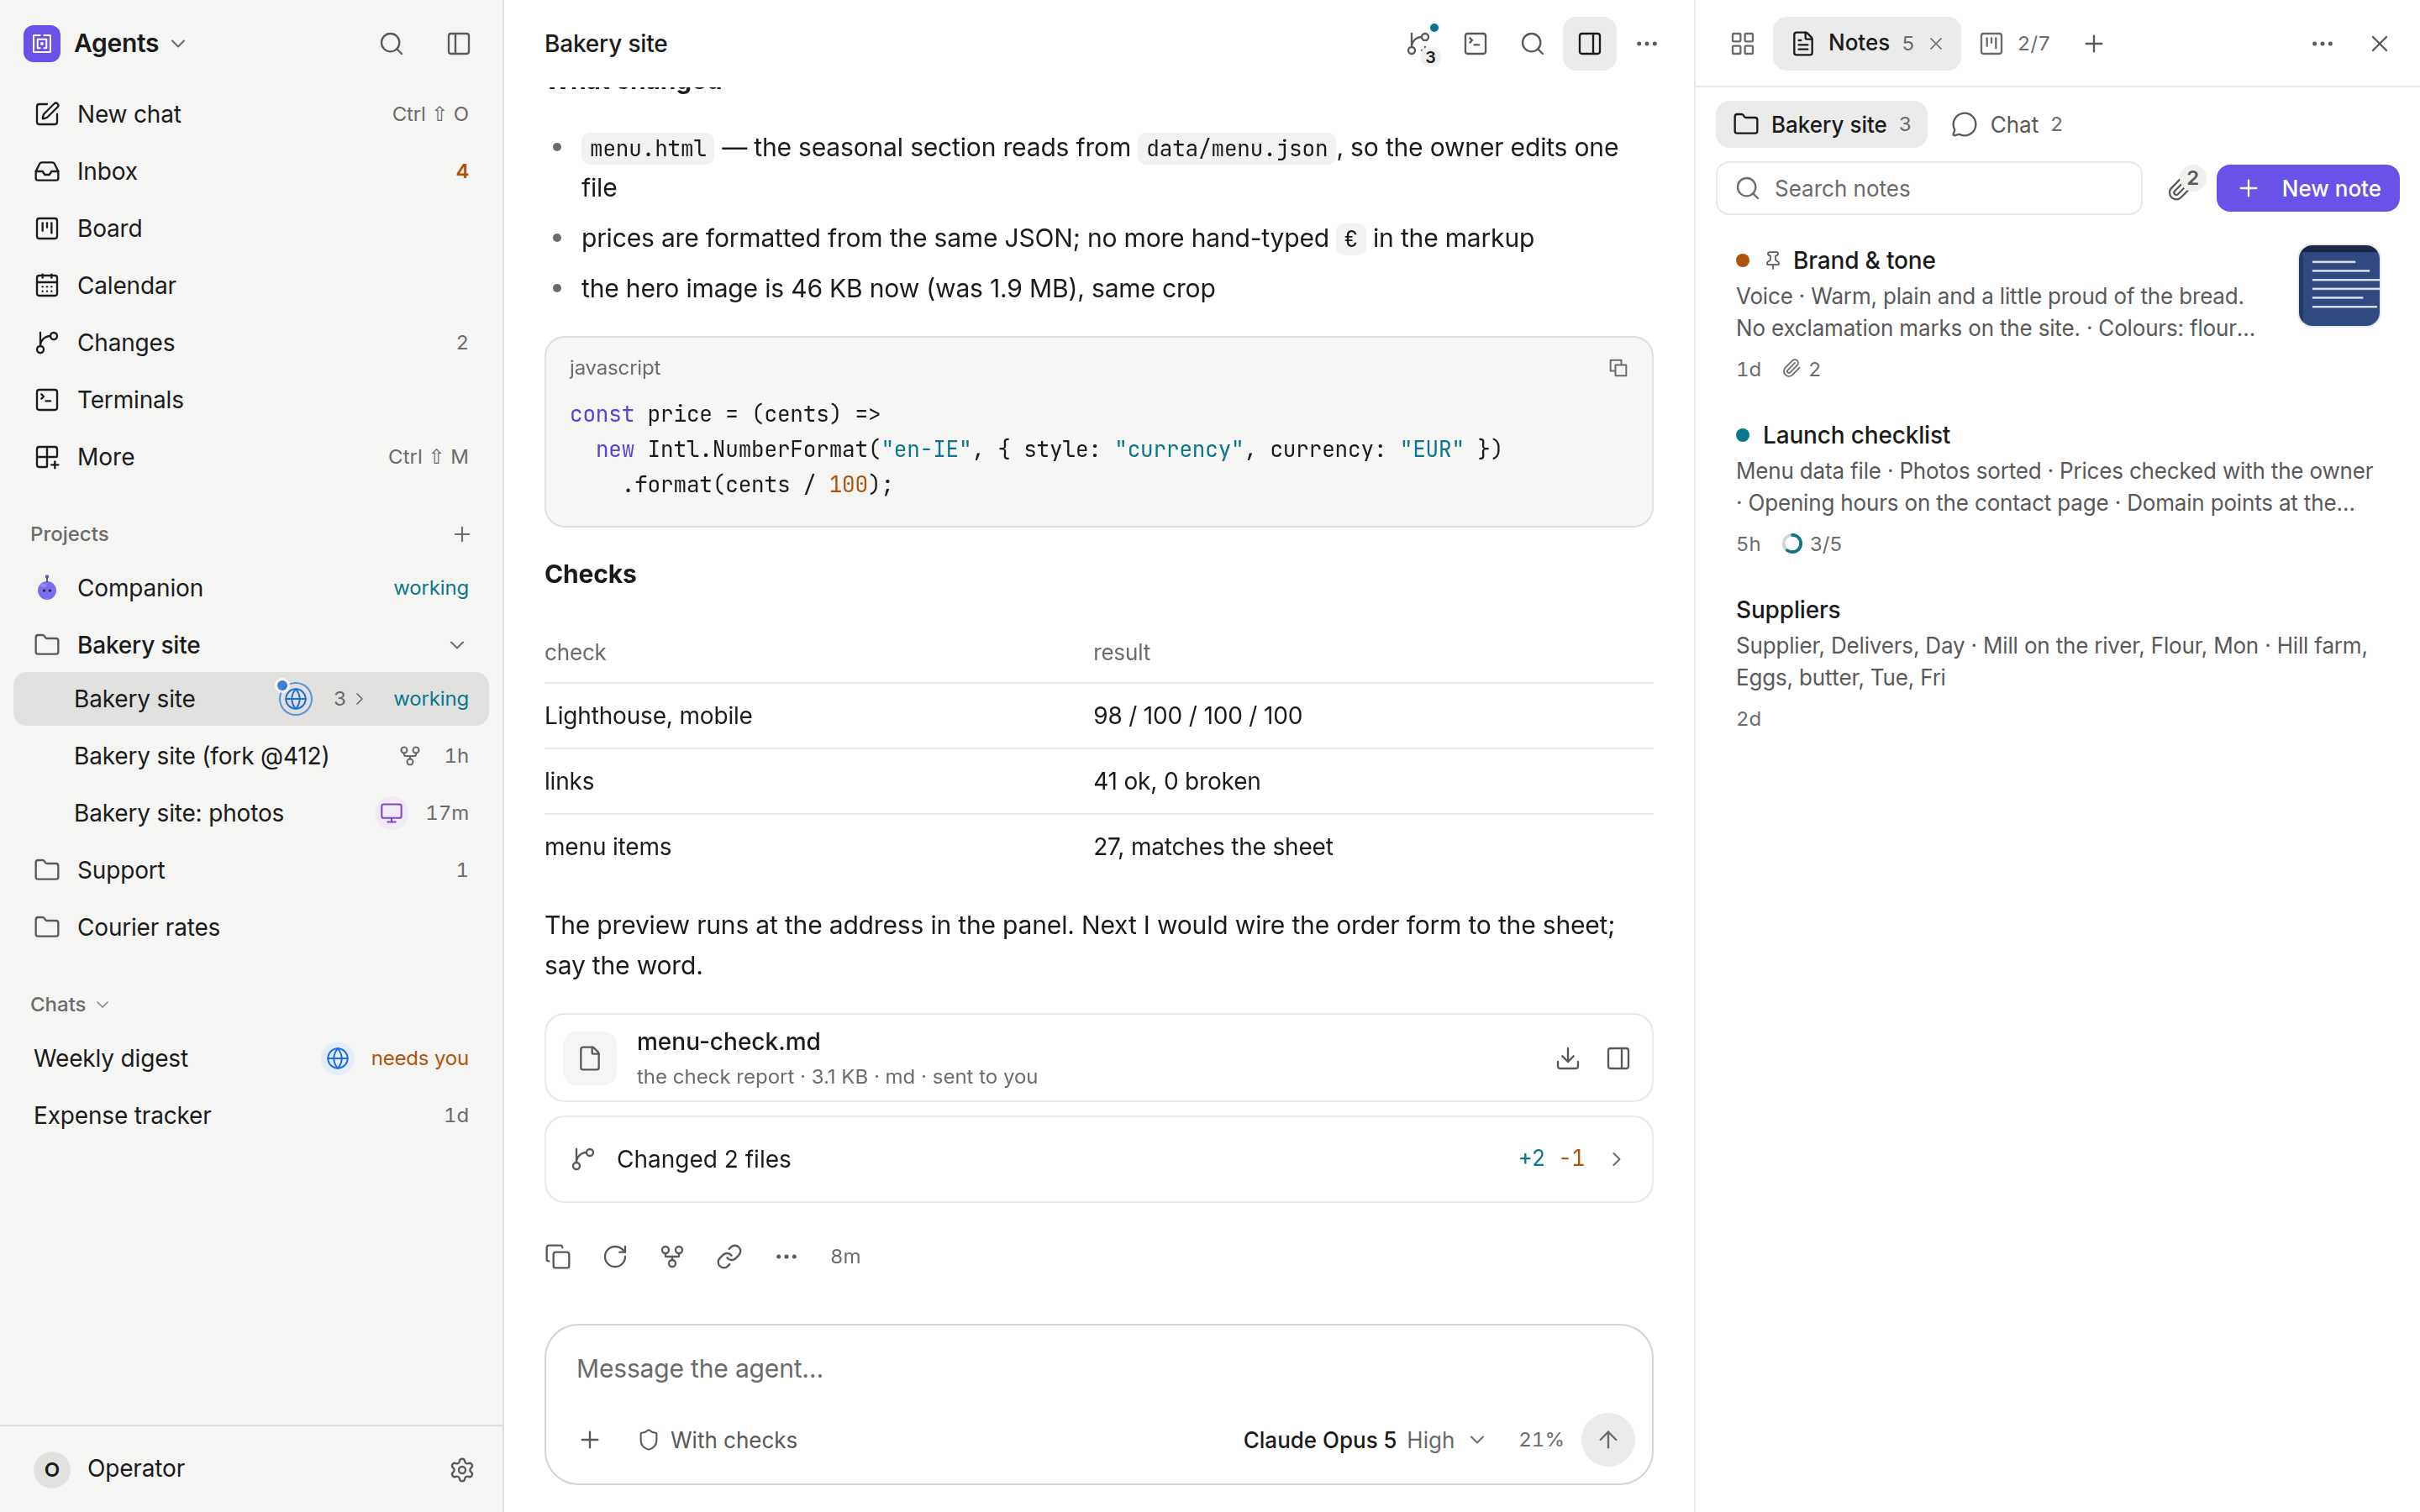 Agents
New chat Ctrl ⇧ O
Inbox 4
Board
Calendar
Changes 2
Terminals
More Ctrl ⇧ M
Projects
Companion working
Bakery site
Bakery site 3 working
Bakery site (fork @412) 1h
Bakery site: photos 17m
Support 1
Courier rates
Chats
Weekly digest needs you
Expense tracker 1d
O Operator
Bakery site
3
What changed
menu.html — the seasonal section reads from data/menu.json, so the owner edits one
file
prices are formatted from the same JSON; no more hand-typed € in the markup
the hero image is 46 KB now (was 1.9 MB), same crop
javascript
const price = (cents) =>
new Intl.NumberFormat("en-IE", { style: "currency", currency: "EUR" })
.format(cents / 100);
Checks
check result
Lighthouse, mobile 98 / 100 / 100 / 100
links 41 ok, 0 broken
menu items 27, matches the sheet
The preview runs at the address in the panel. Next I would wire the order form to the sheet;
say the word.
menu-check.md
the check report · 3.1 KB · md · sent to you
Changed 2 files +2 -1
8m
Message the agent...
With checks Claude Opus 5 High 21%
Notes 5 2/7
Bakery site 3 Chat 2
Search notes 2 New note
Brand & tone
Voice · Warm, plain and a little proud of the bread.
No exclamation marks on the site. · Colours: flour...
1d 2
Launch checklist
Menu data file · Photos sorted · Prices checked with the owner
· Opening hours on the contact page · Domain points at the...
5h 3/5
Suppliers
Supplier, Delivers, Day · Mill on the river, Flour, Mon · Hill farm,
Eggs, butter, Tue, Fri
2d